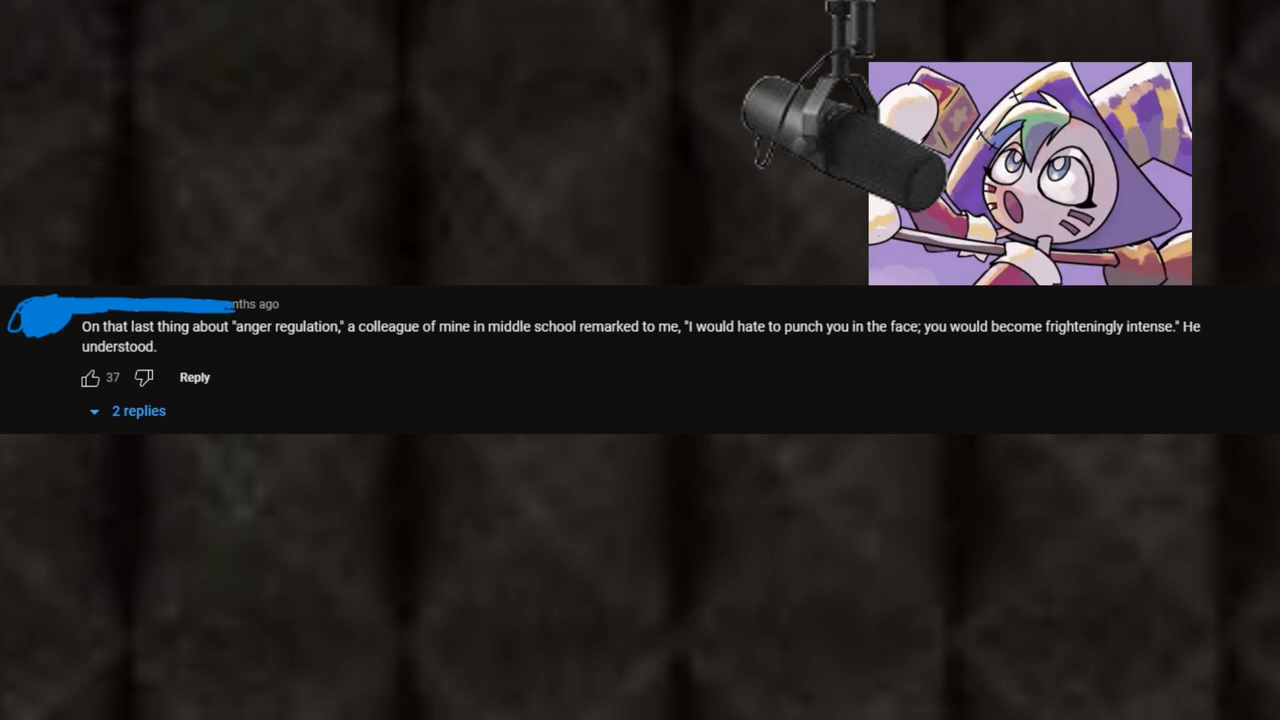 nths ago
On that last thing about "anger regulation," a colleague of mine in middle school remarked to me, "I would hate to punch you in the face; you would become frighteningly intense." He
understood.
37 Reply
2 replies